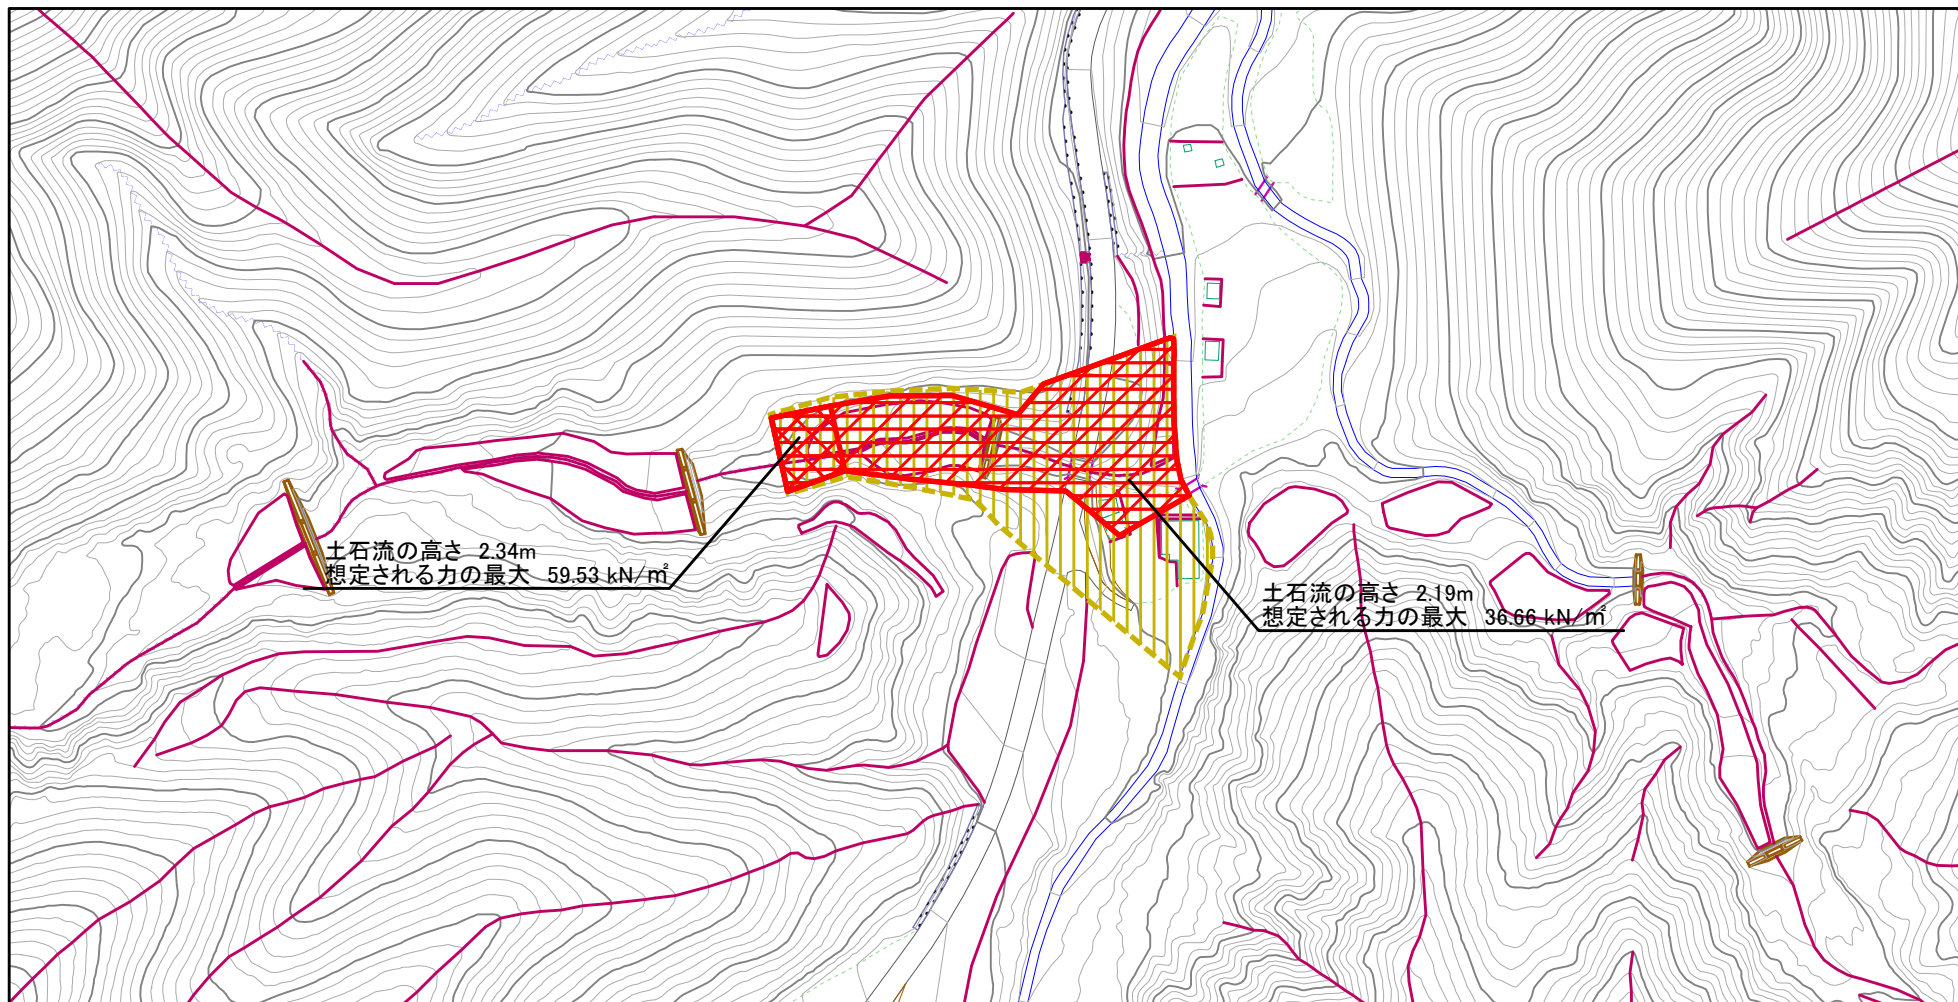 土石流の高さ 2.34m
想定される力の最大 59.53 kN/㎡
土石流の高さ 2.19m
想定される力の最大 36.66 kN/㎡